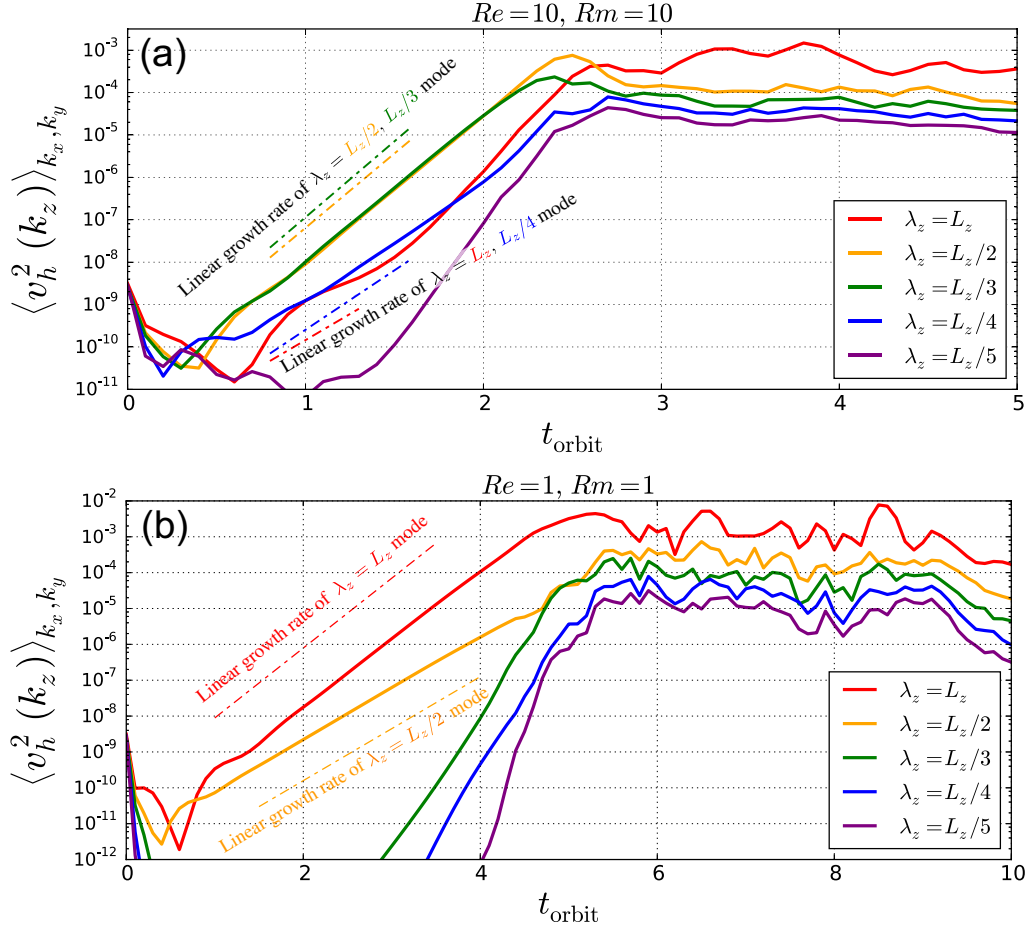 Re=10, Rm=10
(a)
⟨v_h^2(k_z)⟩_{k_x,k_y}
10^{-3}
10^{-4}
10^{-5}
10^{-6}
10^{-7}
10^{-8}
10^{-9}
10^{-10}
10^{-11}
Linear growth rate of λ_z = L_z/2, L_z/3 mode
Linear growth rate of λ_z = L_z, L_z/4 mode
λ_z=L_z
λ_z=L_z/2
λ_z=L_z/3
λ_z=L_z/4
λ_z=L_z/5
0 1 2 3 4 5
t_orbit
Re=1, Rm=1
(b)
⟨v_h^2(k_z)⟩_{k_x,k_y}
10^{-2}
10^{-3}
10^{-4}
10^{-5}
10^{-6}
10^{-7}
10^{-8}
10^{-9}
10^{-10}
10^{-11}
10^{-12}
Linear growth rate of λ_z = L_z mode
Linear growth rate of λ_z = L_z/2 mode
λ_z=L_z
λ_z=L_z/2
λ_z=L_z/3
λ_z=L_z/4
λ_z=L_z/5
0 2 4 6 8 10
t_orbit